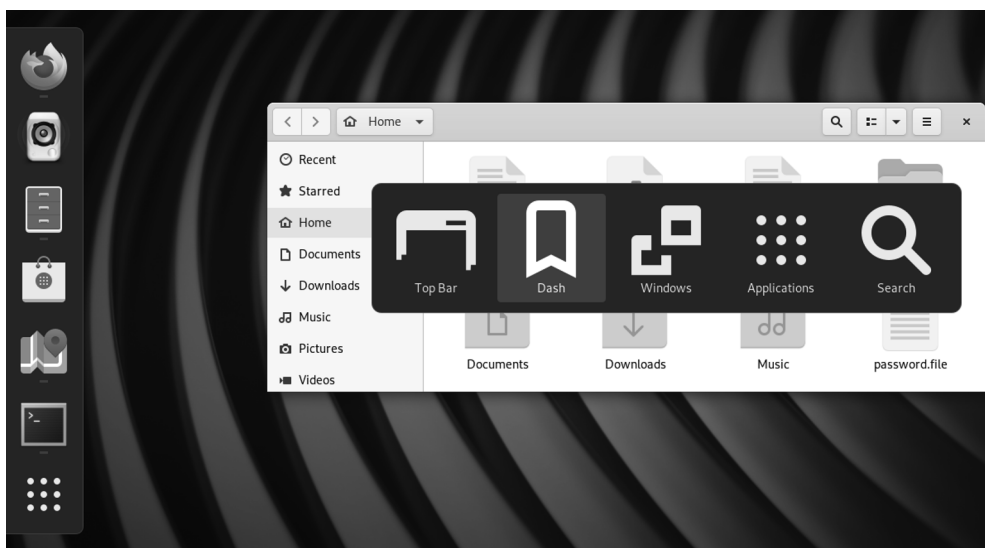 Home
Recent
Starred
Home
Documents
Downloads
Music
Pictures
Videos
Top Bar
Dash
Windows
Applications
Search
Documents
Downloads
Music
password.file
>_